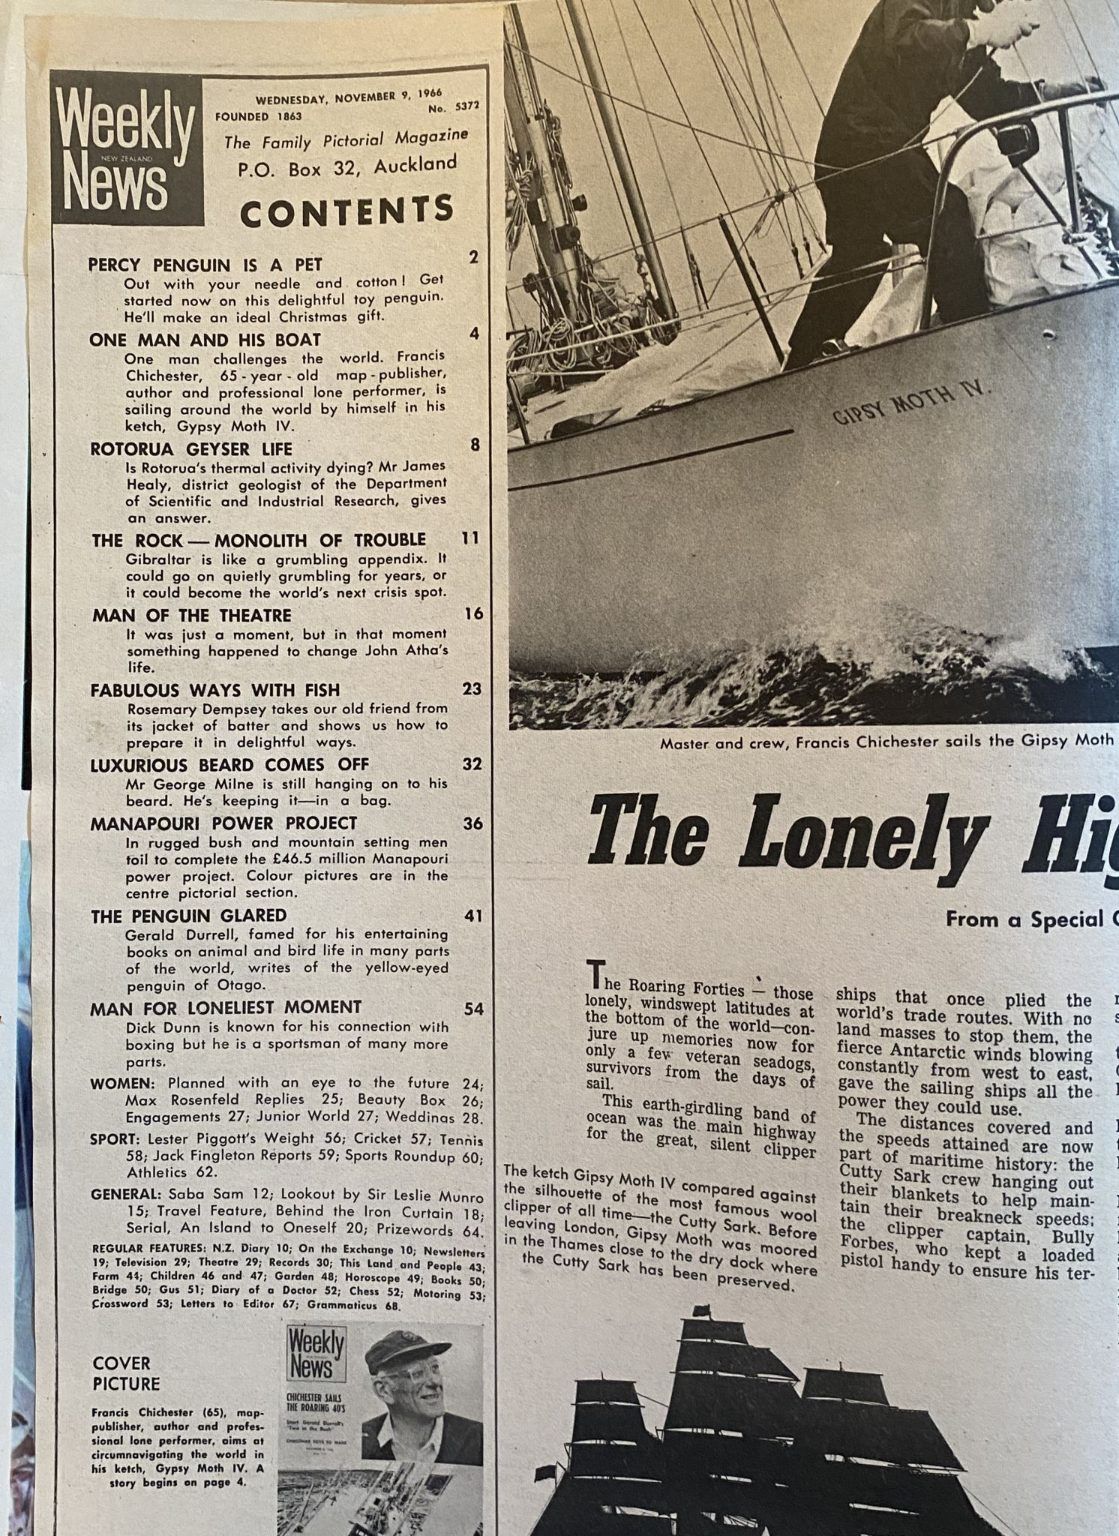 Weekly
NEW ZEALAND
News
WEDNESDAY, NOVEMBER 9, 1966
FOUNDED 1863
No. 5372
The Family Pictorial Magazine
P.O. Box 32, Auckland
CONTENTS
PERCY PENGUIN IS A PET 2
Out with your needle and cotton! Get
started now on this delightful toy penguin.
He'll make an ideal Christmas gift.
ONE MAN AND HIS BOAT 4
One man challenges the world. Francis
Chichester, 65-year-old map-publisher,
author and professional lone performer, is
sailing around the world by himself in his
ketch, Gypsy Moth IV.
ROTORUA GEYSER LIFE 8
Is Rotorua's thermal activity dying? Mr James
Healy, district geologist of the Department
of Scientific and Industrial Research, gives
an answer.
THE ROCK — MONOLITH OF TROUBLE 11
Gibraltar is like a grumbling appendix. It
could go on quietly grumbling for years, or
it could become the world's next crisis spot.
MAN OF THE THEATRE 16
It was just a moment, but in that moment
something happened to change John Atha's
life.
FABULOUS WAYS WITH FISH 23
Rosemary Dempsey takes our old friend from
its jacket of batter and shows us how to
prepare it in delightful ways.
LUXURIOUS BEARD COMES OFF 32
Mr George Milne is still hanging on to his
beard. He's keeping it—in a bag.
MANAPOURI POWER PROJECT 36
In rugged bush and mountain setting men
toil to complete the £46.5 million Manapouri
power project. Colour pictures are in the
centre pictorial section.
THE PENGUIN GLARED 41
Gerald Durrell, famed for his entertaining
books on animal and bird life in many parts
of the world, writes of the yellow-eyed
penguin of Otago.
MAN FOR LONELIEST MOMENT 54
Dick Dunn is known for his connection with
boxing but he is a sportsman of many more
parts.
WOMEN: Planned with an eye to the future 24;
Max Rosenfeld Replies 25; Beauty Box 26;
Engagements 27; Junior World 27; Weddinas 28.
SPORT: Lester Piggott's Weight 56; Cricket 57; Tennis
58; Jack Fingleton Reports 59; Sports Roundup 60;
Athletics 62.
GENERAL: Saba Sam 12; Lookout by Sir Leslie Munro
15; Travel Feature, Behind the Iron Curtain 18;
Serial, An Island to Oneself 20; Prizewords 64.
REGULAR FEATURES: N.Z. Diary 10; On the Exchange 10; Newsletters
19; Television 29; Theatre 29; Records 30; This Land and People 43;
Farm 44; Children 46 and 47; Garden 48; Horoscope 49; Books 50;
Bridge 50; Gus 51; Diary of a Doctor 52; Chess 52; Motoring 53;
Crossword 53; Letters to Editor 67; Grammaticus 68.
COVER
PICTURE
Francis Chichester (65), map-
publisher, author and profes-
sional lone performer, aims at
circumnavigating the world in
his ketch, Gypsy Moth IV. A
story begins on page 4.
Weekly
News
CHICHESTER SAILS
THE ROARING 40'S
GIPSY MOTH IV.
Master and crew, Francis Chichester sails the Gipsy Moth
The Lonely Hig
From a Special C
The Roaring Forties — those
lonely, windswept latitudes at
the bottom of the world—con-
jure up memories now for
only a few veteran seadogs,
survivors from the days of
sail.
This earth-girdling band of
ocean was the main highway
for the great, silent clipper
ships that once plied the
world's trade routes. With no
land masses to stop them, the
fierce Antarctic winds blowing
constantly from west to east,
gave the sailing ships all the
power they could use.
The distances covered and
the speeds attained are now
part of maritime history: the
Cutty Sark crew hanging out
their blankets to help main-
tain their breakneck speeds;
the clipper captain, Bully
Forbes, who kept a loaded
pistol handy to ensure his ter-
The ketch Gipsy Moth IV compared against
the silhouette of the most famous wool
clipper of all time—the Cutty Sark. Before
leaving London, Gipsy Moth was moored
in the Thames close to the dry dock where
the Cutty Sark has been preserved.